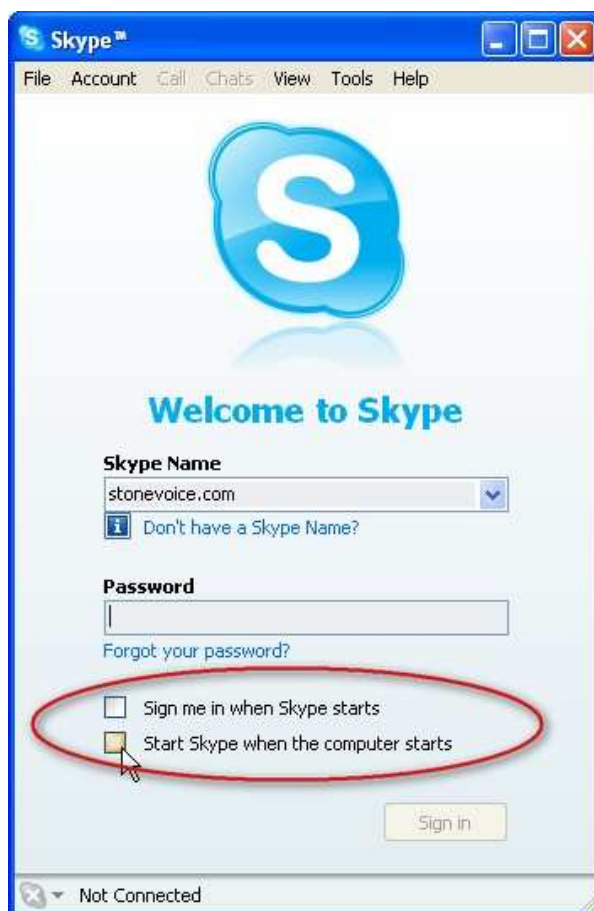 Skype™
File Account Call Chats View Tools Help
Welcome to Skype
Skype Name
stonevoice.com
Don't have a Skype Name?
Password
Forgot your password?
Sign me in when Skype starts
Start Skype when the computer starts
Sign in
Not Connected